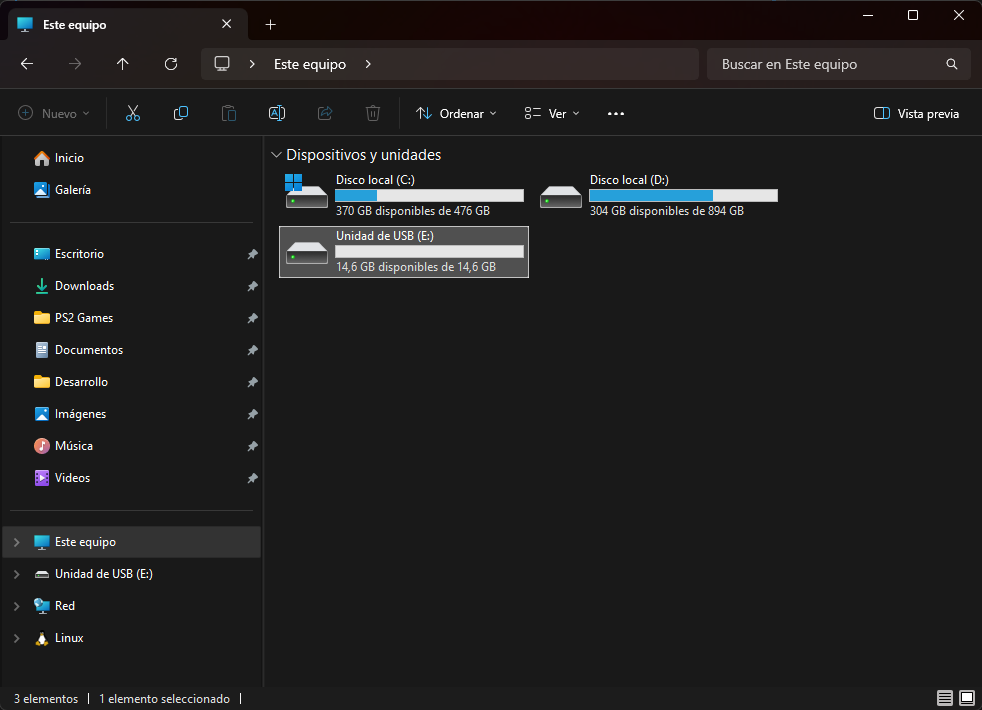 Este equipo
Este equipo
Buscar en Este equipo
Nuevo
Ordenar
Ver
Vista previa
Inicio
Galería
Escritorio
Downloads
PS2 Games
Documentos
Desarrollo
Imágenes
Música
Videos
Este equipo
Unidad de USB (E:)
Red
Linux
Dispositivos y unidades
Disco local (C:)
370 GB disponibles de 476 GB
Disco local (D:)
304 GB disponibles de 894 GB
Unidad de USB (E:)
14,6 GB disponibles de 14,6 GB
3 elementos
1 elemento seleccionado